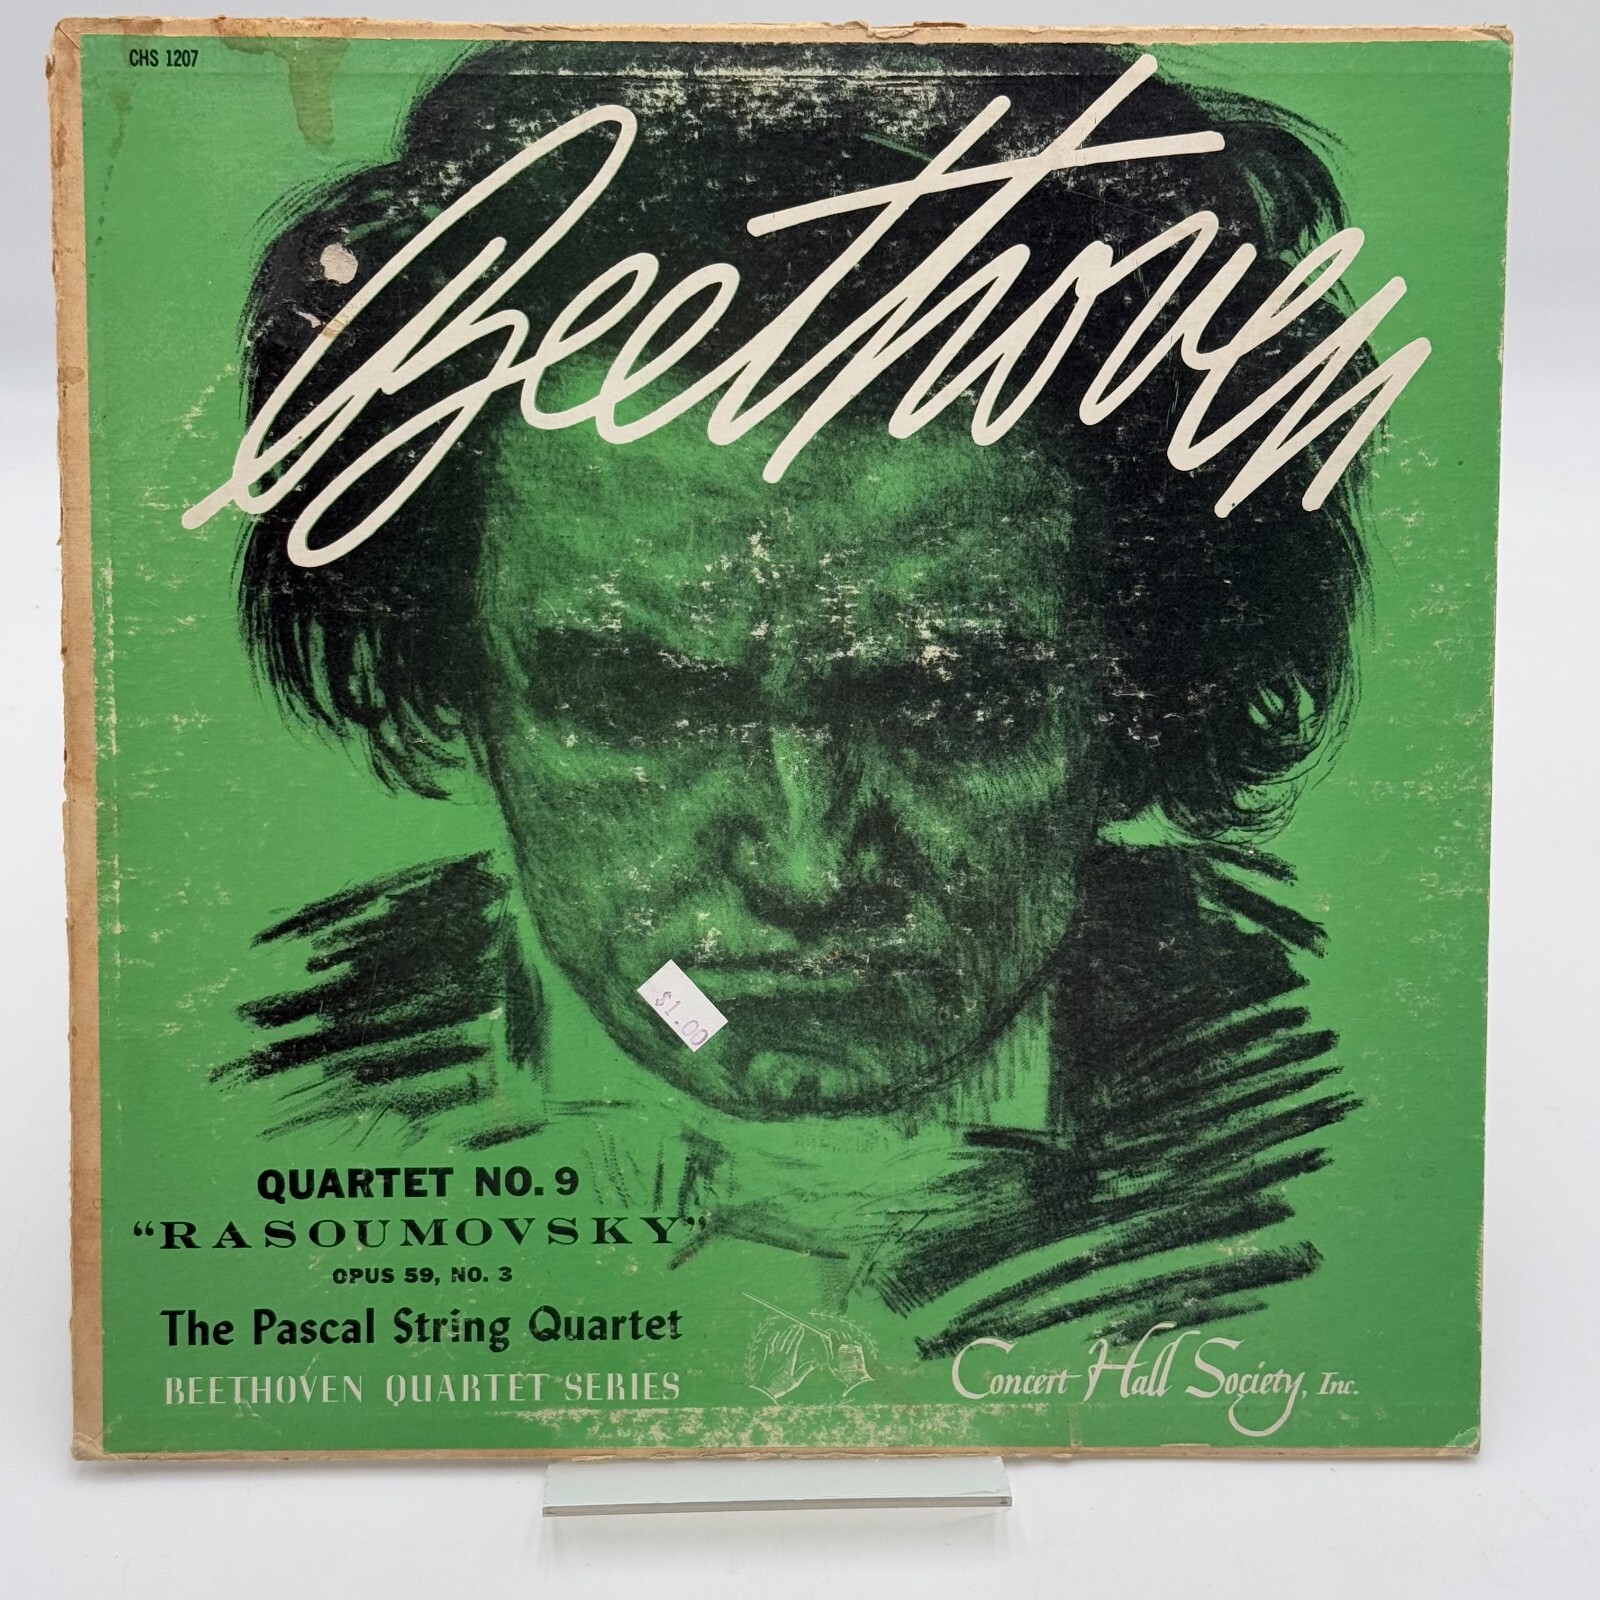 CHS 1207
Beethoven
$1.00
QUARTET NO. 9
“RASOUMOVSKY”
OPUS 59, NO. 3
The Pascal String Quartet
BEETHOVEN QUARTET SERIES
Concert Hall Society, Inc.